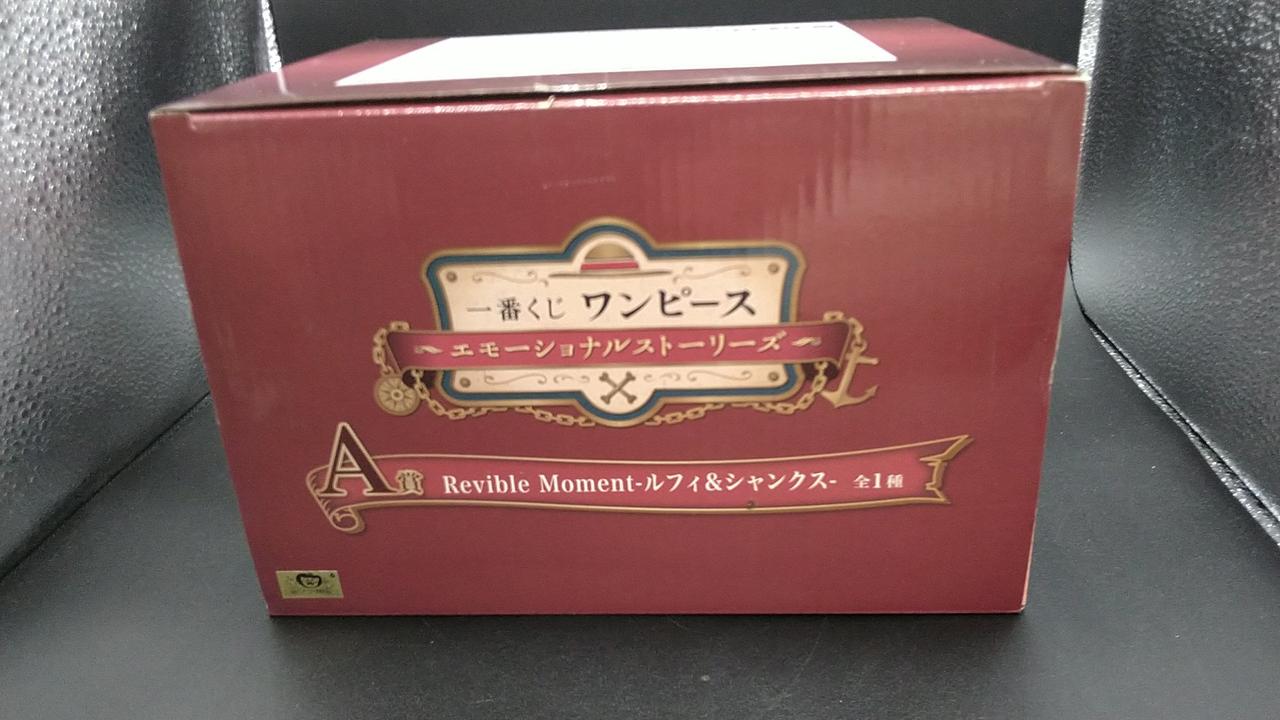 一番くじ ワンピース
エモーショナルストーリーズ
A賞 Revible Moment-ルフィ&シャンクス- 全1種